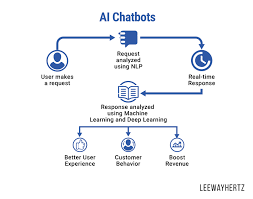 AI Chatbots
Request
analyzed
using NLP
User makes
a request
Real-time
Response
Response analyzed
using Machine
Learning and Deep Learning
Better User
Experience
Customer
Behavior
Boost
Revenue
LEEWAYHERTZ